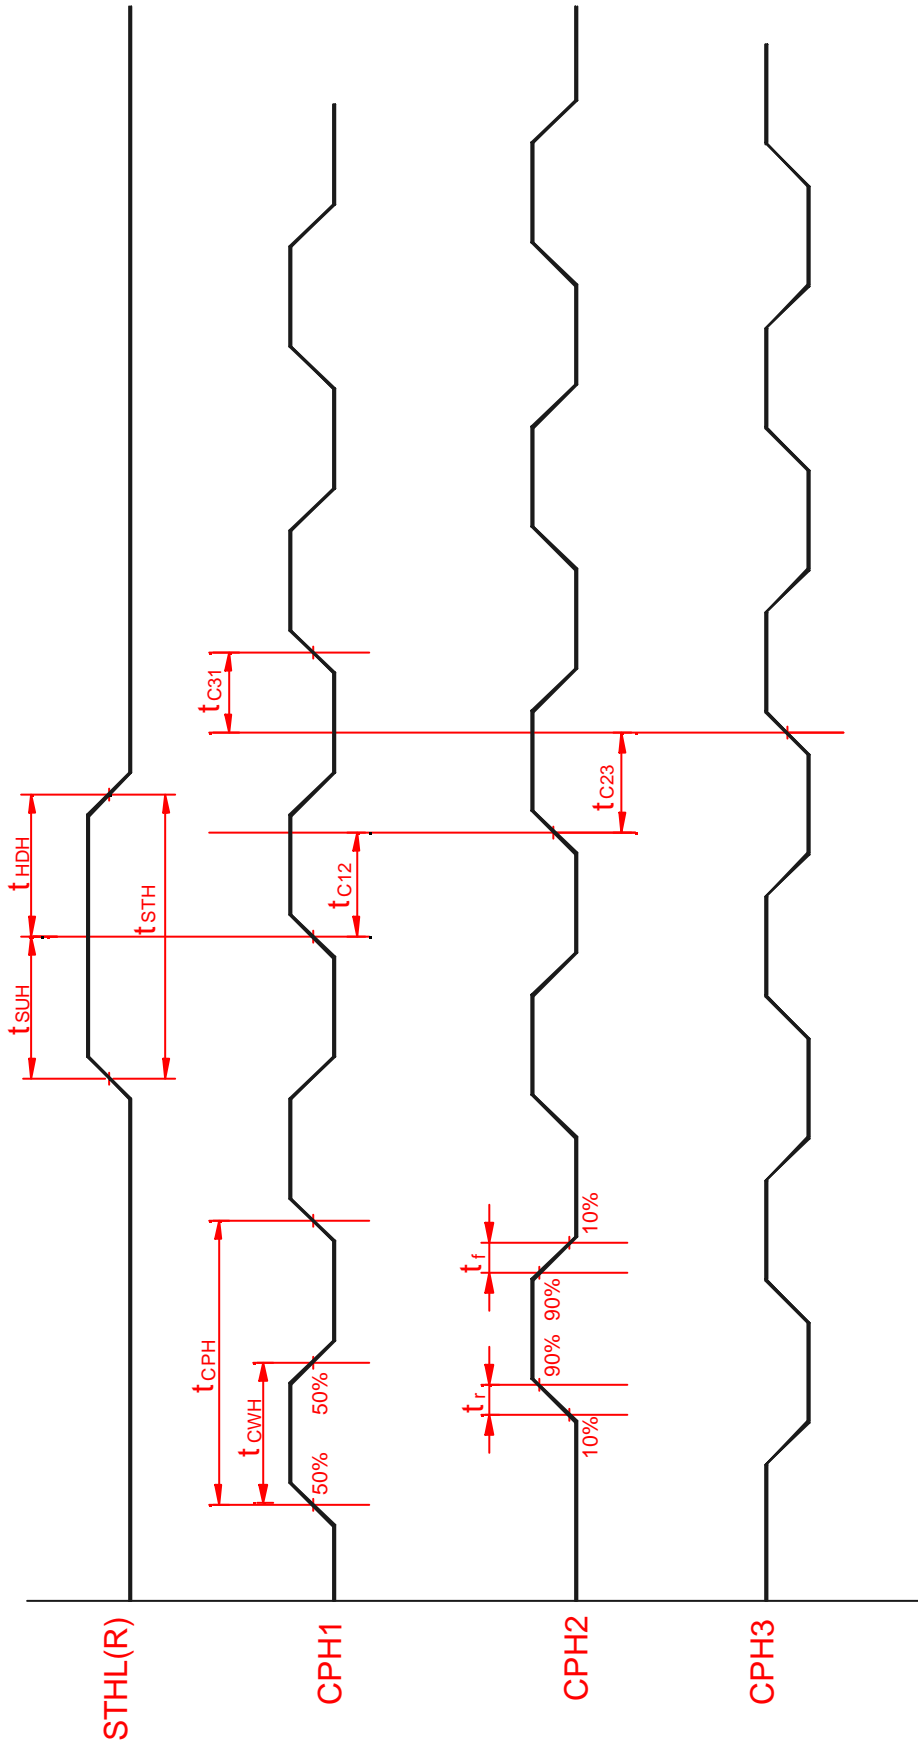 STHL(R)
tSUH
tHDH
tSTH
CPH1
tCPH
tCWH
50%
50%
tC12
tC31
CPH2
tr
tf
10%
90%
90%
10%
tC23
CPH3